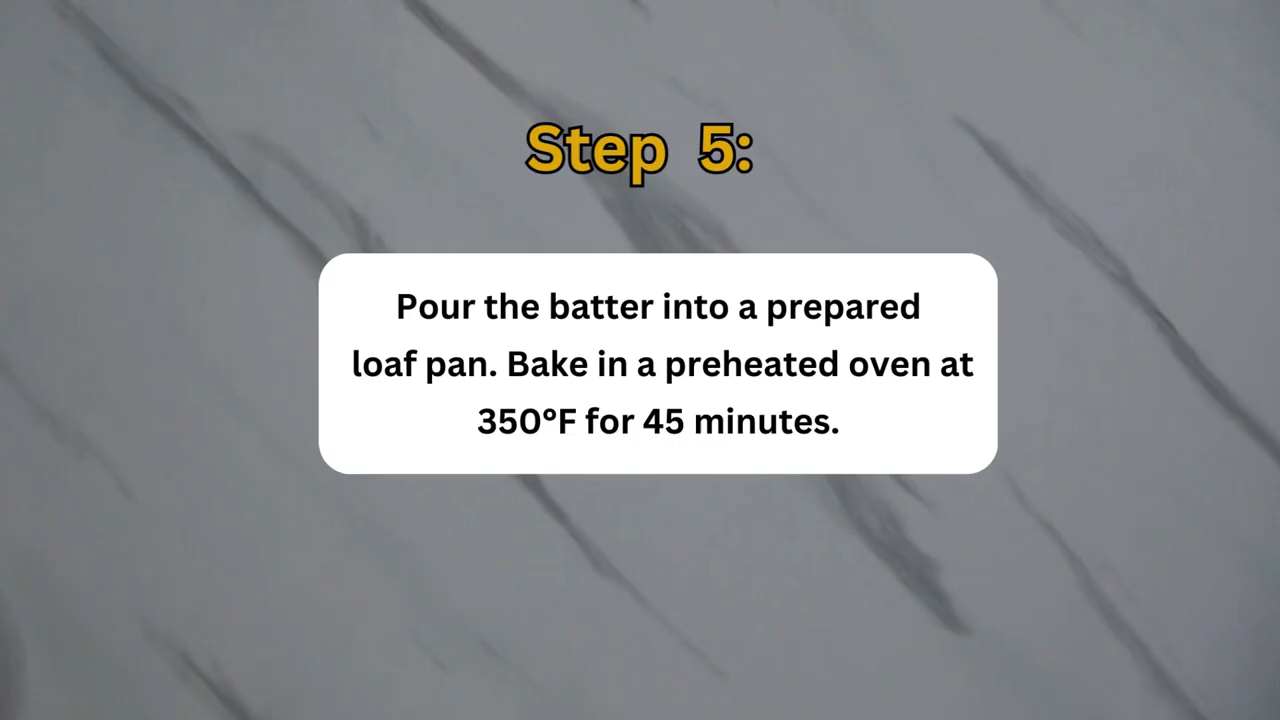 Step 5:
Pour the batter into a prepared
loaf pan. Bake in a preheated oven at
350°F for 45 minutes.